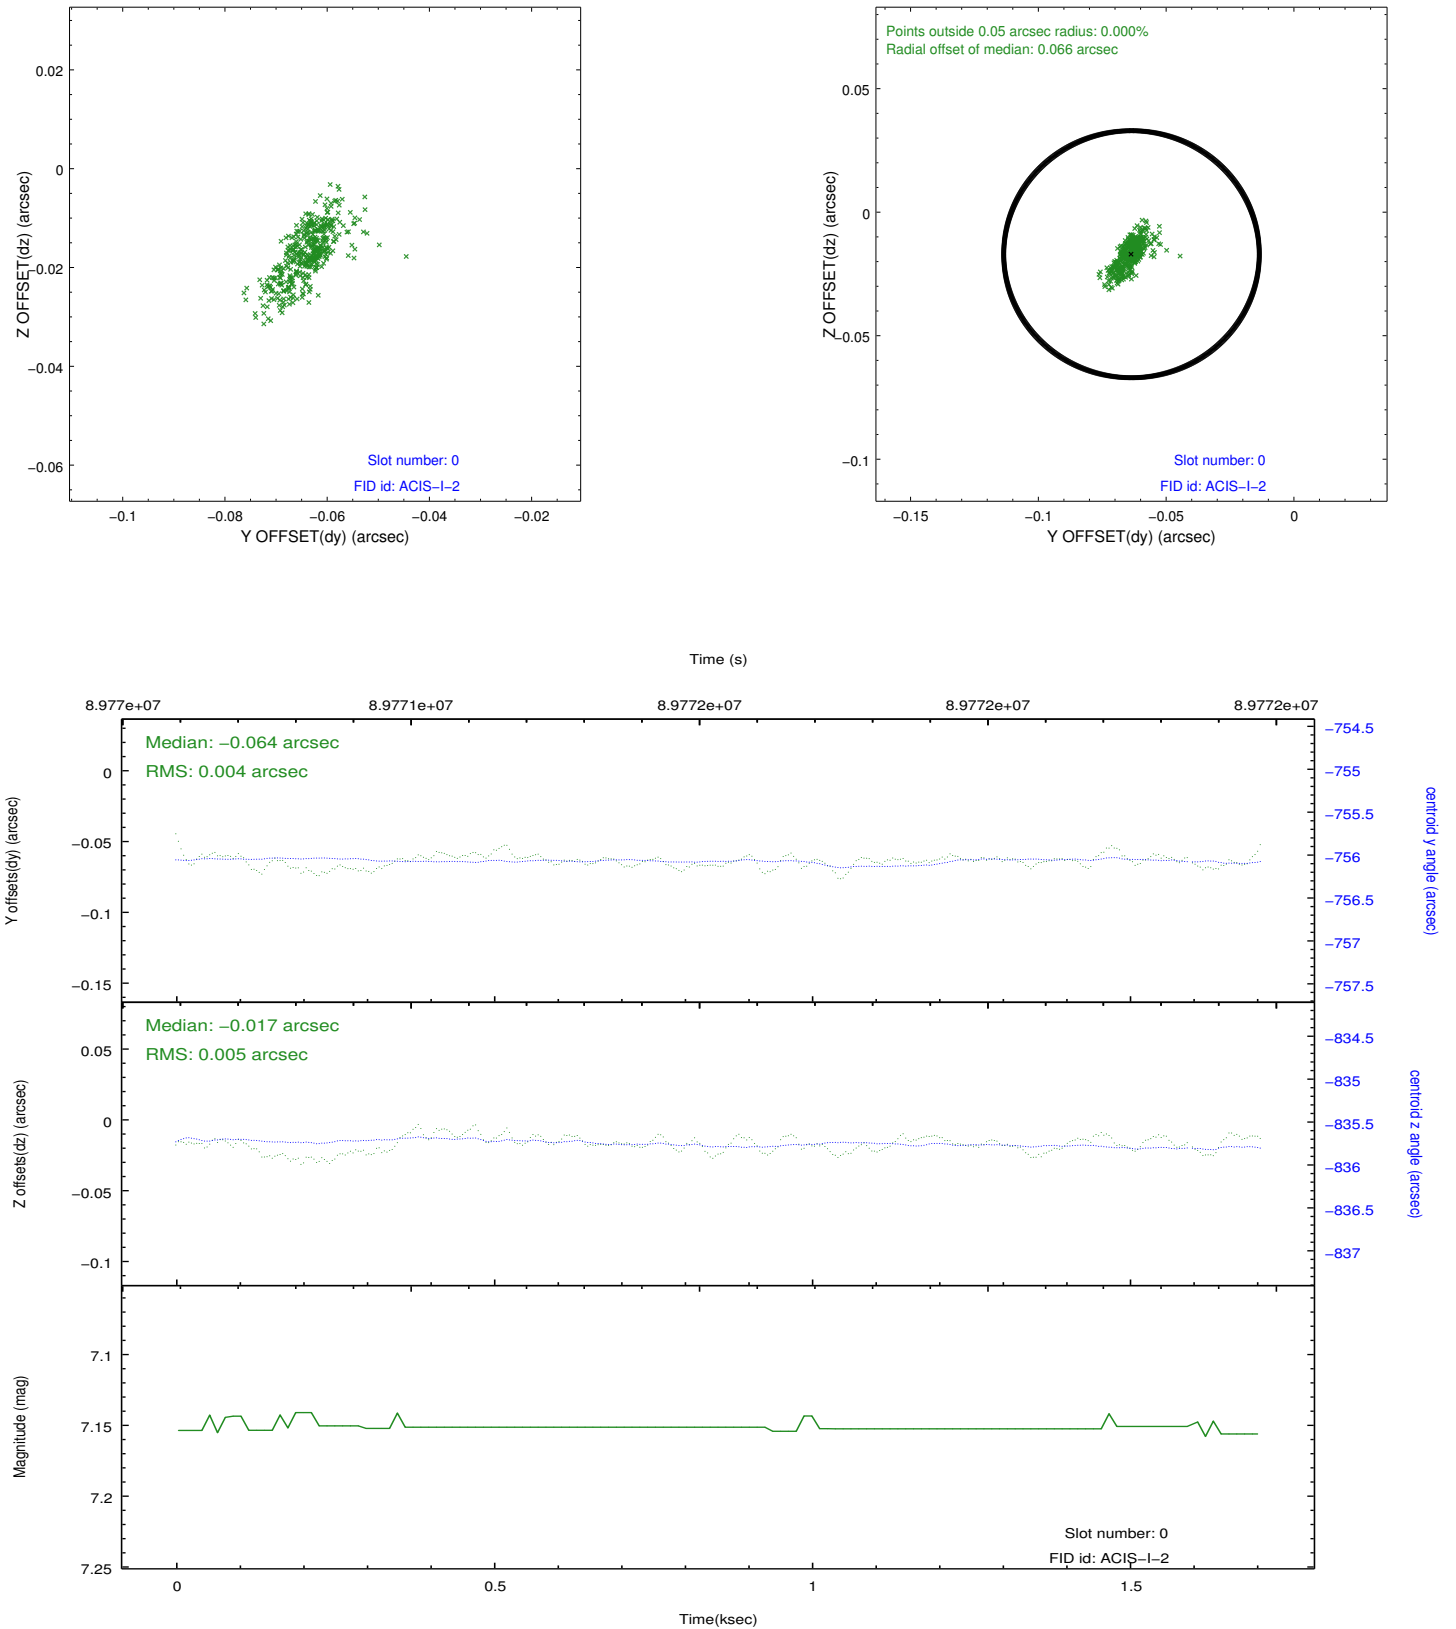 0.02
0
−0.02
−0.04
−0.06
Z OFFSET(dz) (arcsec)
Slot number: 0
FID id: ACIS−I−2
−0.1
−0.08
−0.06
−0.04
−0.02
Y OFFSET(dy) (arcsec)
Points outside 0.05 arcsec radius: 0.000%
Radial offset of median: 0.066 arcsec
0.05
0
−0.05
−0.1
Z OFFSET(dz) (arcsec)
Slot number: 0
FID id: ACIS−I−2
−0.15
−0.1
−0.05
0
Y OFFSET(dy) (arcsec)
Time (s)
8.977e+07
8.9771e+07
8.9772e+07
8.9772e+07
8.9772e+07
Median: −0.064 arcsec
RMS: 0.004 arcsec
0
−0.05
−0.1
−0.15
Y offsets(dy) (arcsec)
−754.5
−755
−755.5
−756
−756.5
−757
−757.5
centroid y angle (arcsec)
Median: −0.017 arcsec
RMS: 0.005 arcsec
0.05
0
−0.05
−0.1
Z offsets(dz) (arcsec)
−834.5
−835
−835.5
−836
−836.5
−837
centroid z angle (arcsec)
7.1
7.15
7.2
7.25
Magnitude (mag)
Slot number: 0
FID id: ACIS−I−2
0
0.5
1
1.5
Time(ksec)